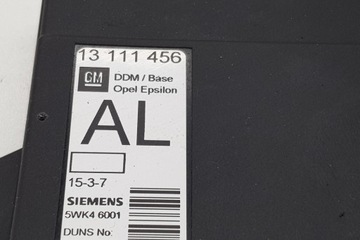 13 111 456
GM DDM / Base
Opel Epsilon
AL
15-3-7
SIEMENS
5WK4 6001
DUNS No: